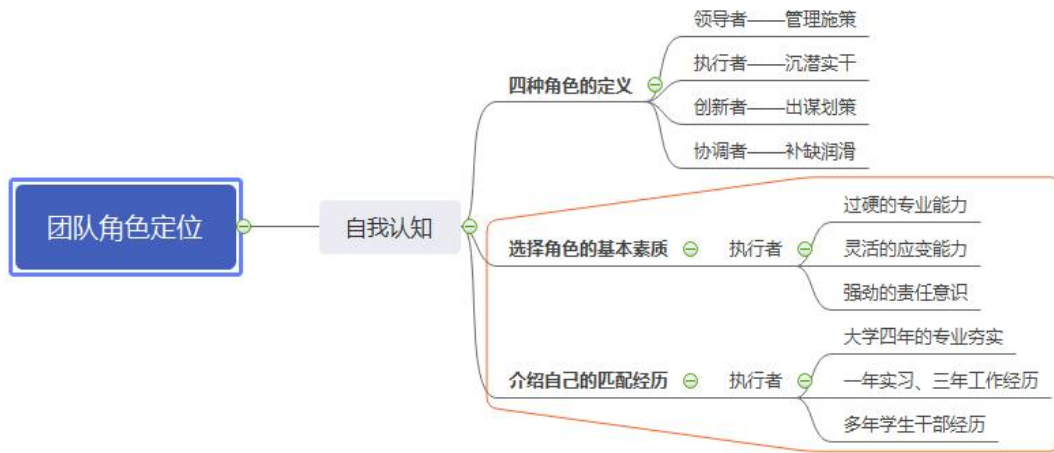 团队角色定位
自我认知
四种角色的定义
领导者——管理施策
执行者——沉潜实干
创新者——出谋划策
协调者——补缺润滑
选择角色的基本素质
执行者
过硬的专业能力
灵活的应变能力
强劲的责任意识
介绍自己的匹配经历
执行者
大学四年的专业夯实
一年实习、三年工作经历
多年学生干部经历